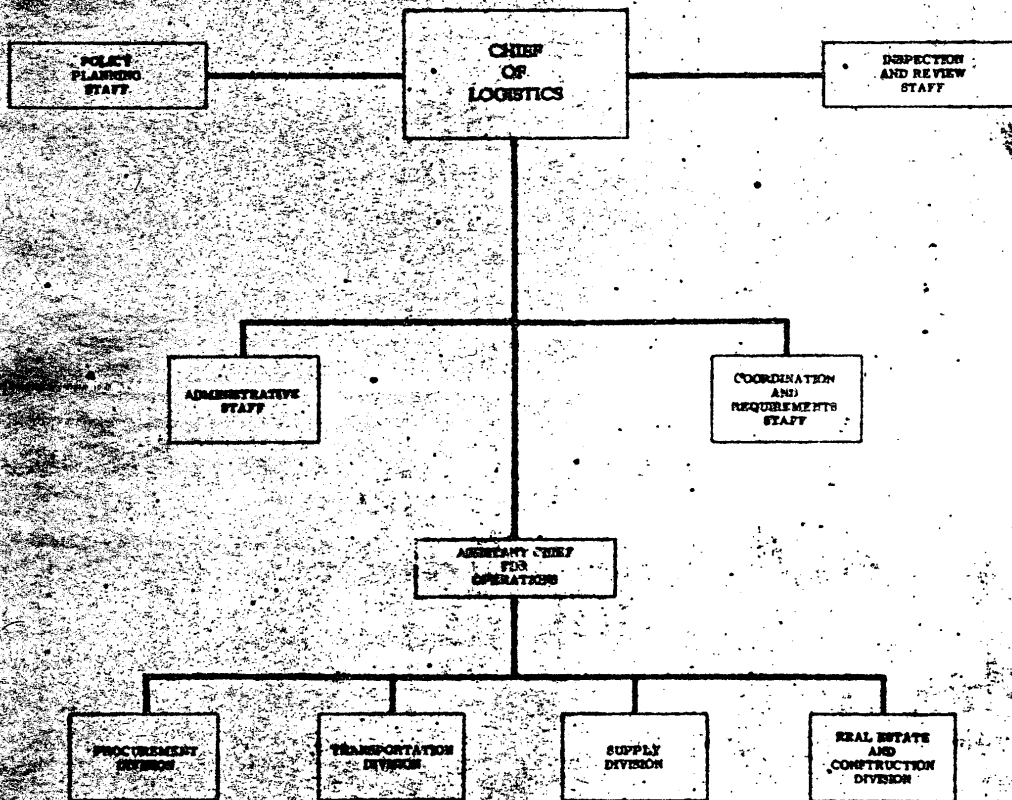 CHIEF
OF
LOGISTICS
POLICY
PLANNING
STAFF
INSPECTION
AND REVIEW
STAFF
ADMINISTRATIVE
STAFF
COORDINATION
AND
REQUIREMENTS
STAFF
ASSISTANT CHIEF
FOR
OPERATIONS
PROCUREMENT
DIVISION
TRANSPORTATION
DIVISION
SUPPLY
DIVISION
REAL ESTATE
AND
CONSTRUCTION
DIVISION